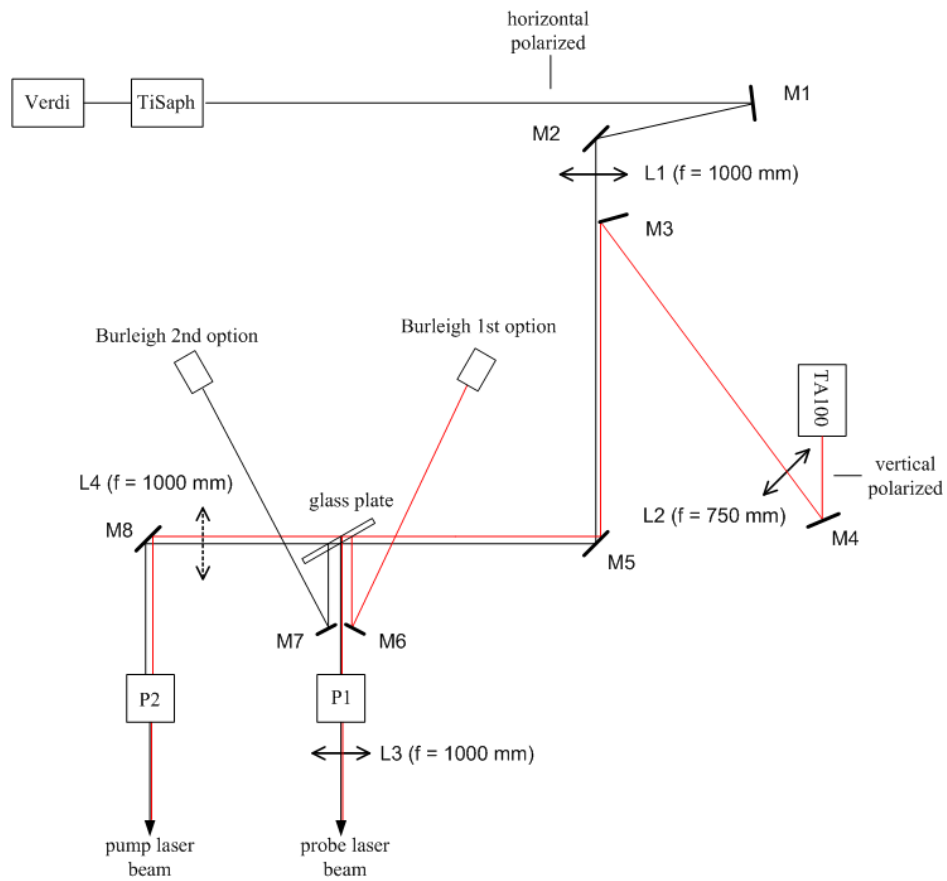 horizontal
polarized
Verdi
TiSaph
M1
M2
L1 (f = 1000 mm)
M3
Burleigh 2nd option
Burleigh 1st option
TA100
vertical
polarized
L4 (f = 1000 mm)
glass plate
L2 (f = 750 mm)
M4
M8
M5
M7
M6
P2
P1
L3 (f = 1000 mm)
pump laser
beam
probe laser
beam